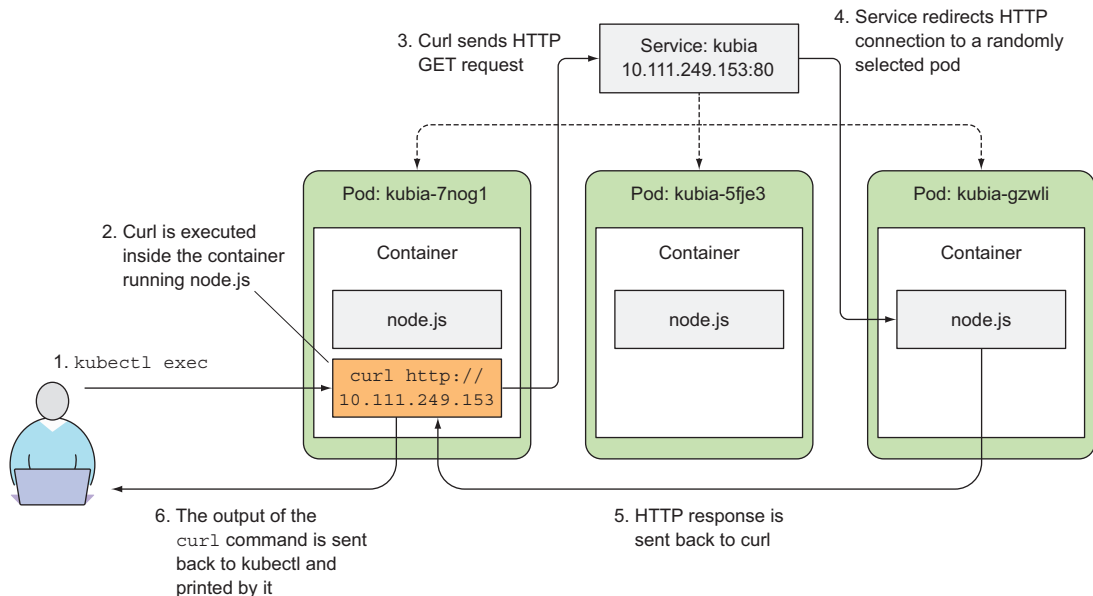 3. Curl sends HTTP
GET request
Service: kubia
10.111.249.153:80
4. Service redirects HTTP
connection to a randomly
selected pod
Pod: kubia-7nog1
Pod: kubia-5fje3
Pod: kubia-gzwli
2. Curl is executed
inside the container
running node.js
Container
Container
Container
node.js
node.js
node.js
1. kubectl exec
curl http://
10.111.249.153
6. The output of the
curl command is sent
back to kubectl and
printed by it
5. HTTP response is
sent back to curl